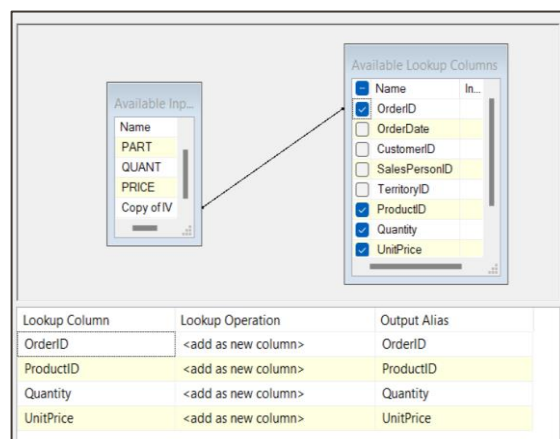 Available Inp...
Name
PART
QUANT
PRICE
Copy of IV
Available Lookup Columns
Name In...
OrderID
OrderDate
CustomerID
SalesPersonID
TerritoryID
ProductID
Quantity
UnitPrice
Lookup Column Lookup Operation Output Alias
OrderID <add as new column> OrderID
ProductID <add as new column> ProductID
Quantity <add as new column> Quantity
UnitPrice <add as new column> UnitPrice